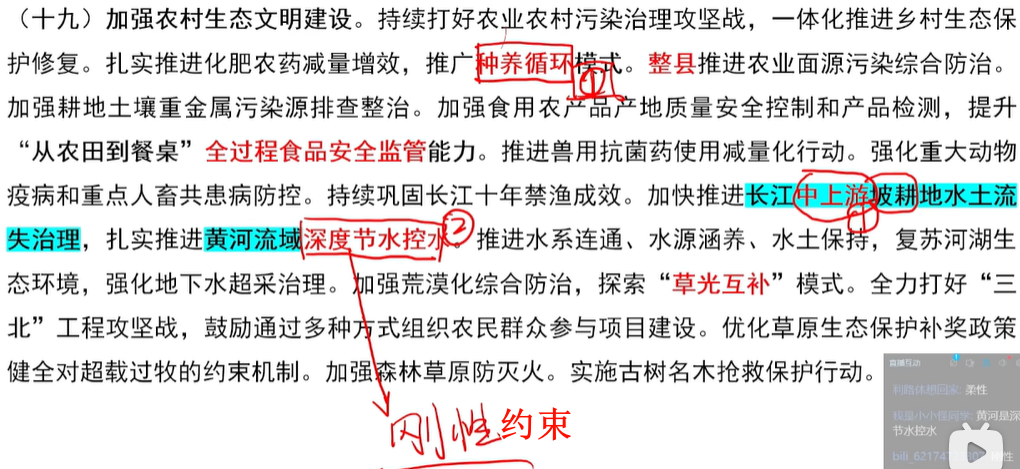 （十九）加强农村生态文明建设。持续打好农业农村污染治理攻坚战，一体化推进乡村生态保
护修复。扎实推进化肥农药减量增效，推广种养循环模式。整县推进农业面源污染综合防治。
①
加强耕地土壤重金属污染源排查整治。加强食用农产品产地质量安全控制和产品检测，提升
“从农田到餐桌”全过程食品安全监管能力。推进兽用抗菌药使用减量化行动。强化重大动物
疫病和重点人畜共患病防控。持续巩固长江十年禁渔成效。加快推进长江中上游坡耕地水土流
①
失治理，扎实推进黄河流域深度节水控水。推进水系连通、水源涵养、水土保持，复苏河湖生
②
态环境，强化地下水超采治理。加强荒漠化综合防治，探索“草光互补”模式。全力打好“三
北”工程攻坚战，鼓励通过多种方式组织农民群众参与项目建设。优化草原生态保护补奖政策
健全对超载过牧的约束机制。加强森林草原防灭火。实施古树名木抢救保护行动。
刚性约束
直播互动
柔性
黄河是深
节水控水
bili_62174